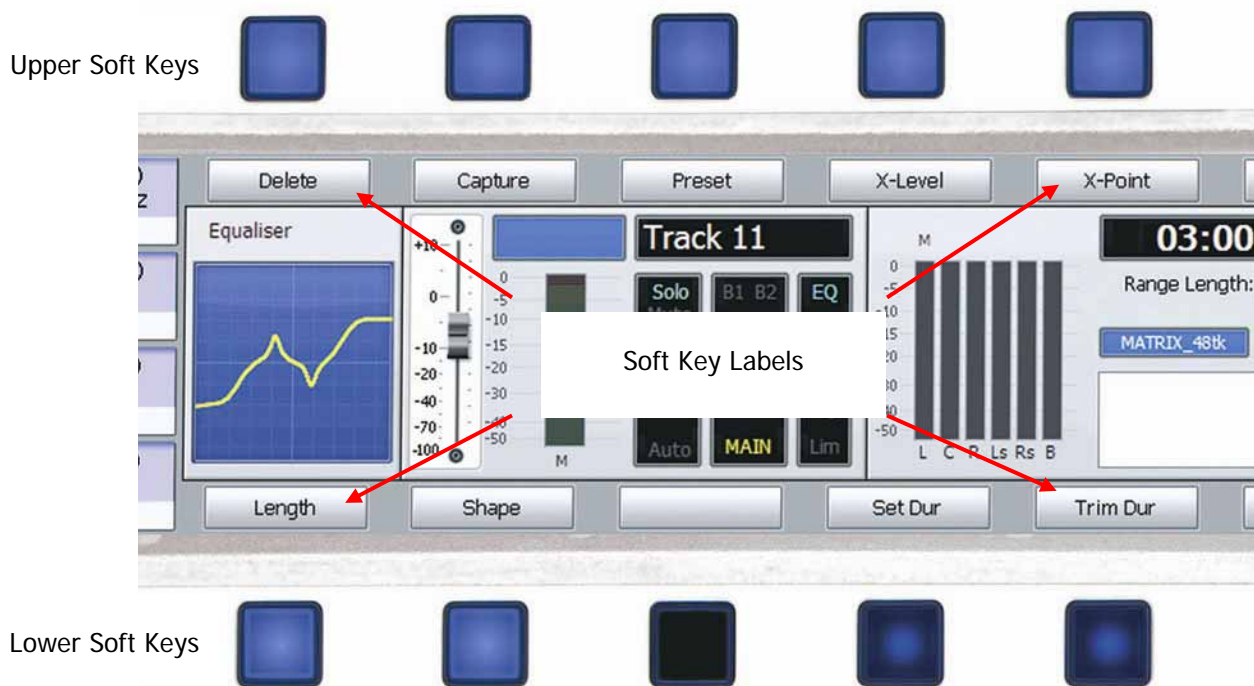 Upper Soft Keys
Delete
Capture
Preset
X-Level
X-Point
Z
Equaliser
Track 11
03:00
Range Length:
MATRIX_48tk
+10
0
-10
-20
-40
-70
-100
0
-5
-10
-15
-20
-30
-40
-50
M
Solo
B1 B2
EQ
Soft Key Labels
Auto
MAIN
Lim
M
0
-5
-10
-50
L C R Ls Rs B
Length
Shape
Set Dur
Trim Dur
Lower Soft Keys